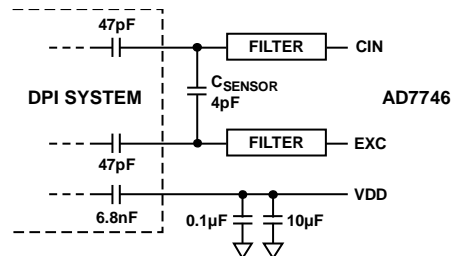 47pF
FILTER
CIN
CSENSOR
4pF
DPI SYSTEM
AD7746
FILTER
EXC
47pF
VDD
6.8nF
0.1µF
10µF